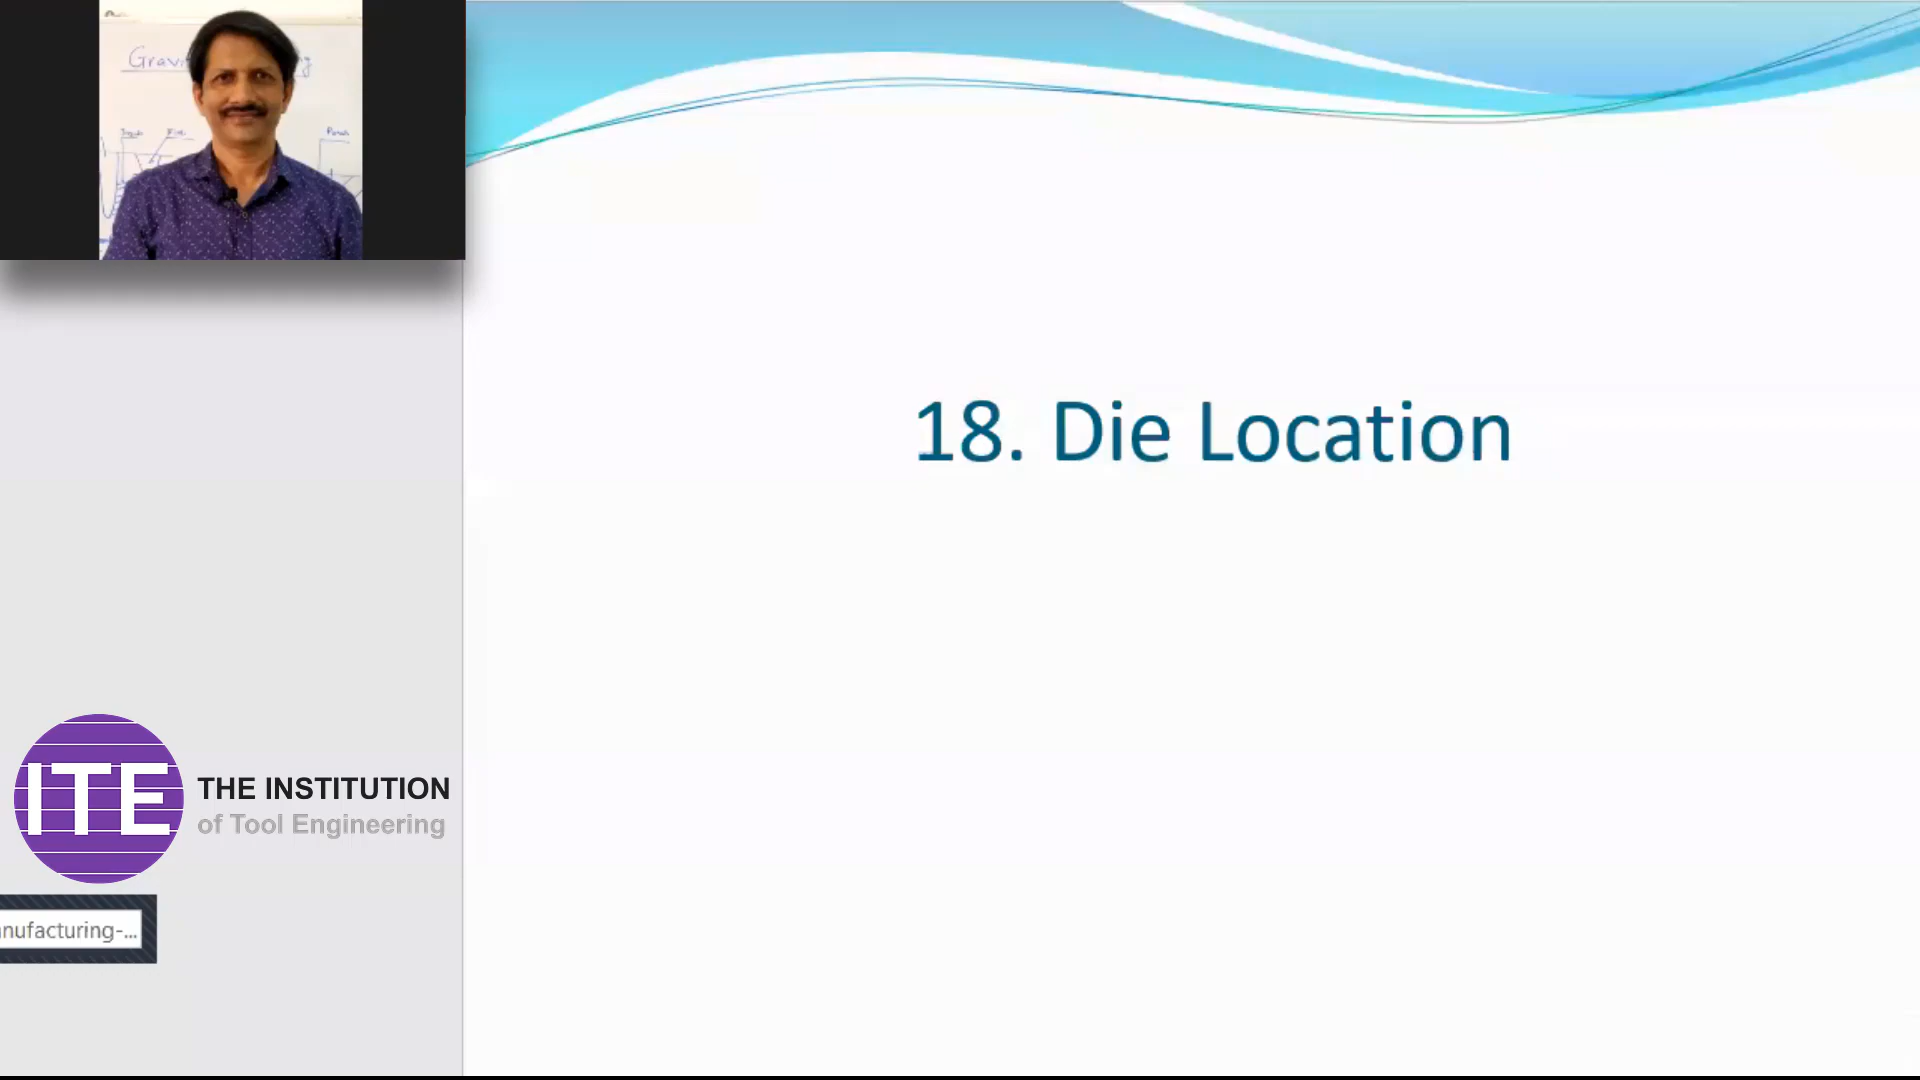 18. Die Location
ITE
THE INSTITUTION
of Tool Engineering
nufacturing-...